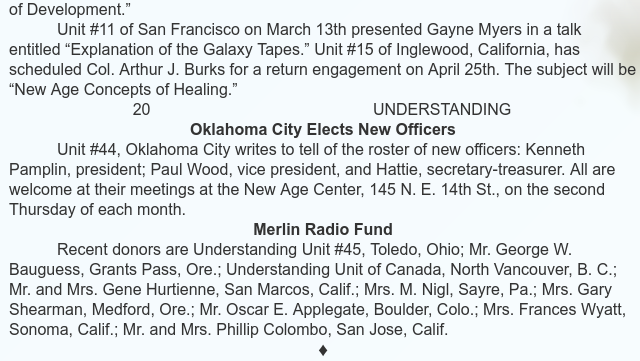 of Development.”
Unit #11 of San Francisco on March 13th presented Gayne Myers in a talk
entitled “Explanation of the Galaxy Tapes.” Unit #15 of Inglewood, California, has
scheduled Col. Arthur J. Burks for a return engagement on April 25th. The subject will be
“New Age Concepts of Healing.”
20 UNDERSTANDING
Oklahoma City Elects New Officers
Unit #44, Oklahoma City writes to tell of the roster of new officers: Kenneth
Pamplin, president; Paul Wood, vice president, and Hattie, secretary-treasurer. All are
welcome at their meetings at the New Age Center, 145 N. E. 14th St., on the second
Thursday of each month.
Merlin Radio Fund
Recent donors are Understanding Unit #45, Toledo, Ohio; Mr. George W.
Bauguess, Grants Pass, Ore.; Understanding Unit of Canada, North Vancouver, B. C.;
Mr. and Mrs. Gene Hurtienne, San Marcos, Calif.; Mrs. M. Nigl, Sayre, Pa.; Mrs. Gary
Shearman, Medford, Ore.; Mr. Oscar E. Applegate, Boulder, Colo.; Mrs. Frances Wyatt,
Sonoma, Calif.; Mr. and Mrs. Phillip Colombo, San Jose, Calif.
♦